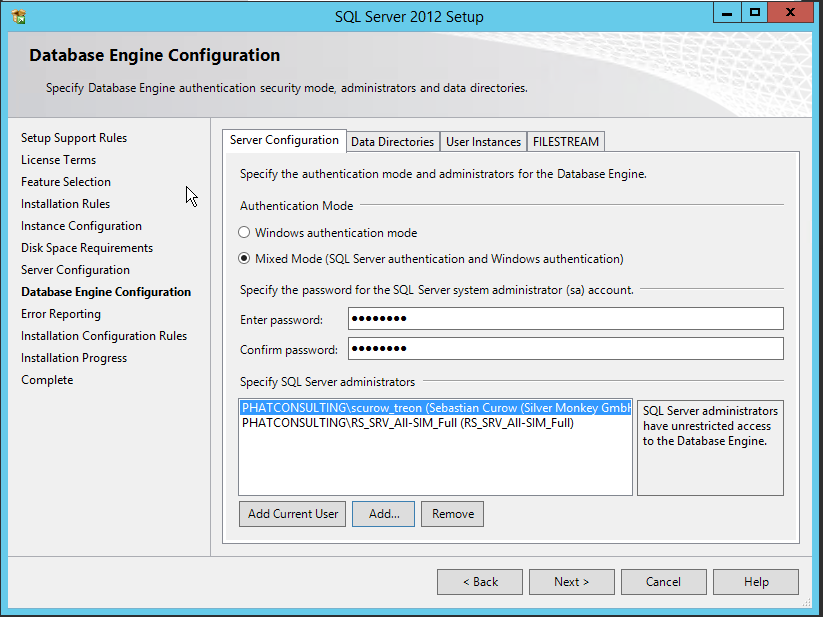 SQL Server 2012 Setup
Database Engine Configuration
Specify Database Engine authentication security mode, administrators and data directories.
Setup Support Rules
License Terms
Feature Selection
Installation Rules
Instance Configuration
Disk Space Requirements
Server Configuration
Database Engine Configuration
Error Reporting
Installation Configuration Rules
Installation Progress
Complete
Server Configuration
Data Directories
User Instances
FILESTREAM
Specify the authentication mode and administrators for the Database Engine.
Authentication Mode
Windows authentication mode
Mixed Mode (SQL Server authentication and Windows authentication)
Specify the password for the SQL Server system administrator (sa) account.
Enter password: ●●●●●●●●
Confirm password: ●●●●●●●●
Specify SQL Server administrators
PHATCONSULTING\scurow_treon (Sebastian Curow (Silver Monkey GmbH
PHATCONSULTING\RS_SRV_All-SIM_Full (RS_SRV_All-SIM_Full)
SQL Server administrators
have unrestricted access
to the Database Engine.
Add Current User
Add...
Remove
< Back
Next >
Cancel
Help